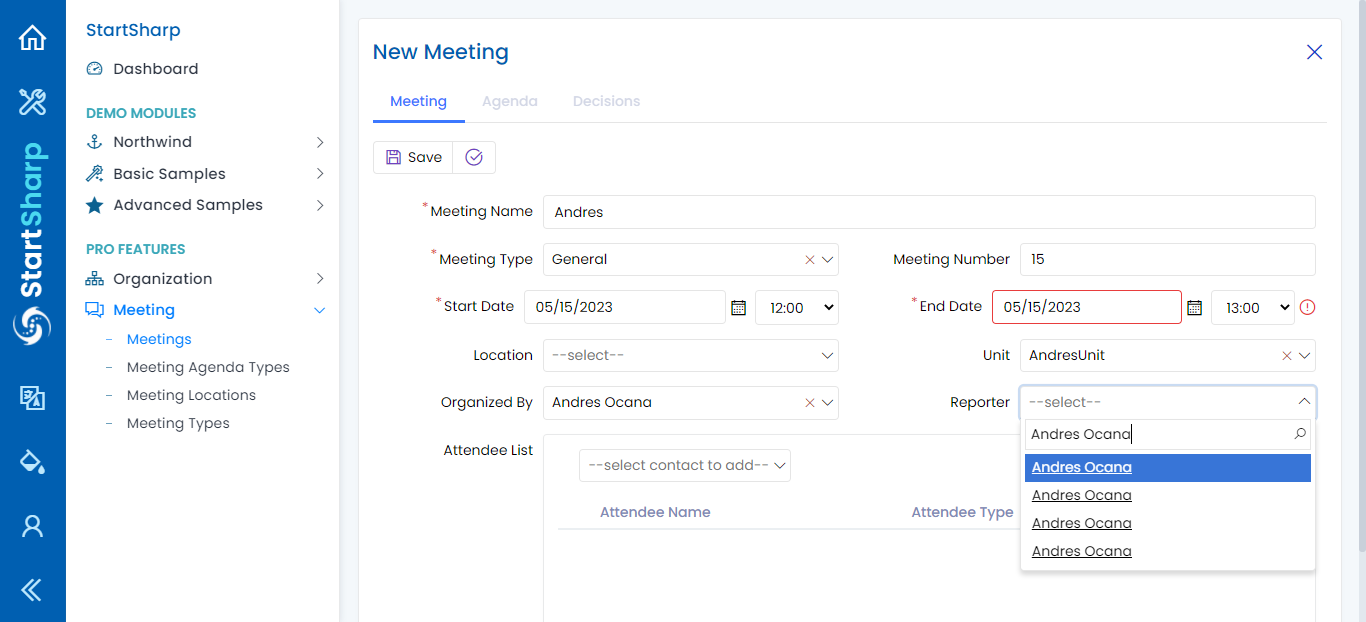 StartSharp
StartSharp
Dashboard
DEMO MODULES
Northwind
Basic Samples
Advanced Samples
PRO FEATURES
Organization
Meeting
Meetings
Meeting Agenda Types
Meeting Locations
Meeting Types
New Meeting
Meeting Agenda Decisions
Save
*Meeting Name Andres
*Meeting Type General Meeting Number 15
*Start Date 05/15/2023 12:00 *End Date 05/15/2023 13:00
Location --select-- Unit AndresUnit
Organized By Andres Ocana Reporter --select--
Andres Ocana
Andres Ocana
Andres Ocana
Andres Ocana
Andres Ocana
Attendee List
--select contact to add--
Attendee Name Attendee Type